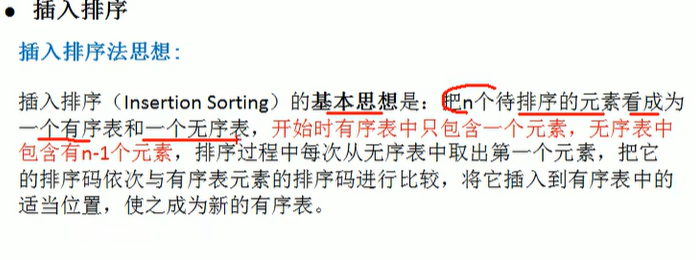 ● 插入排序
插入排序法思想:
插入排序（Insertion Sorting）的基本思想是：把n个待排序的元素看成为
一个有序表和一个无序表，开始时有序表中只包含一个元素，无序表中
包含有n-1个元素，排序过程中每次从无序表中取出第一个元素，把它
的排序码依次与有序表元素的排序码进行比较，将它插入到有序表中的
适当位置，使之成为新的有序表。